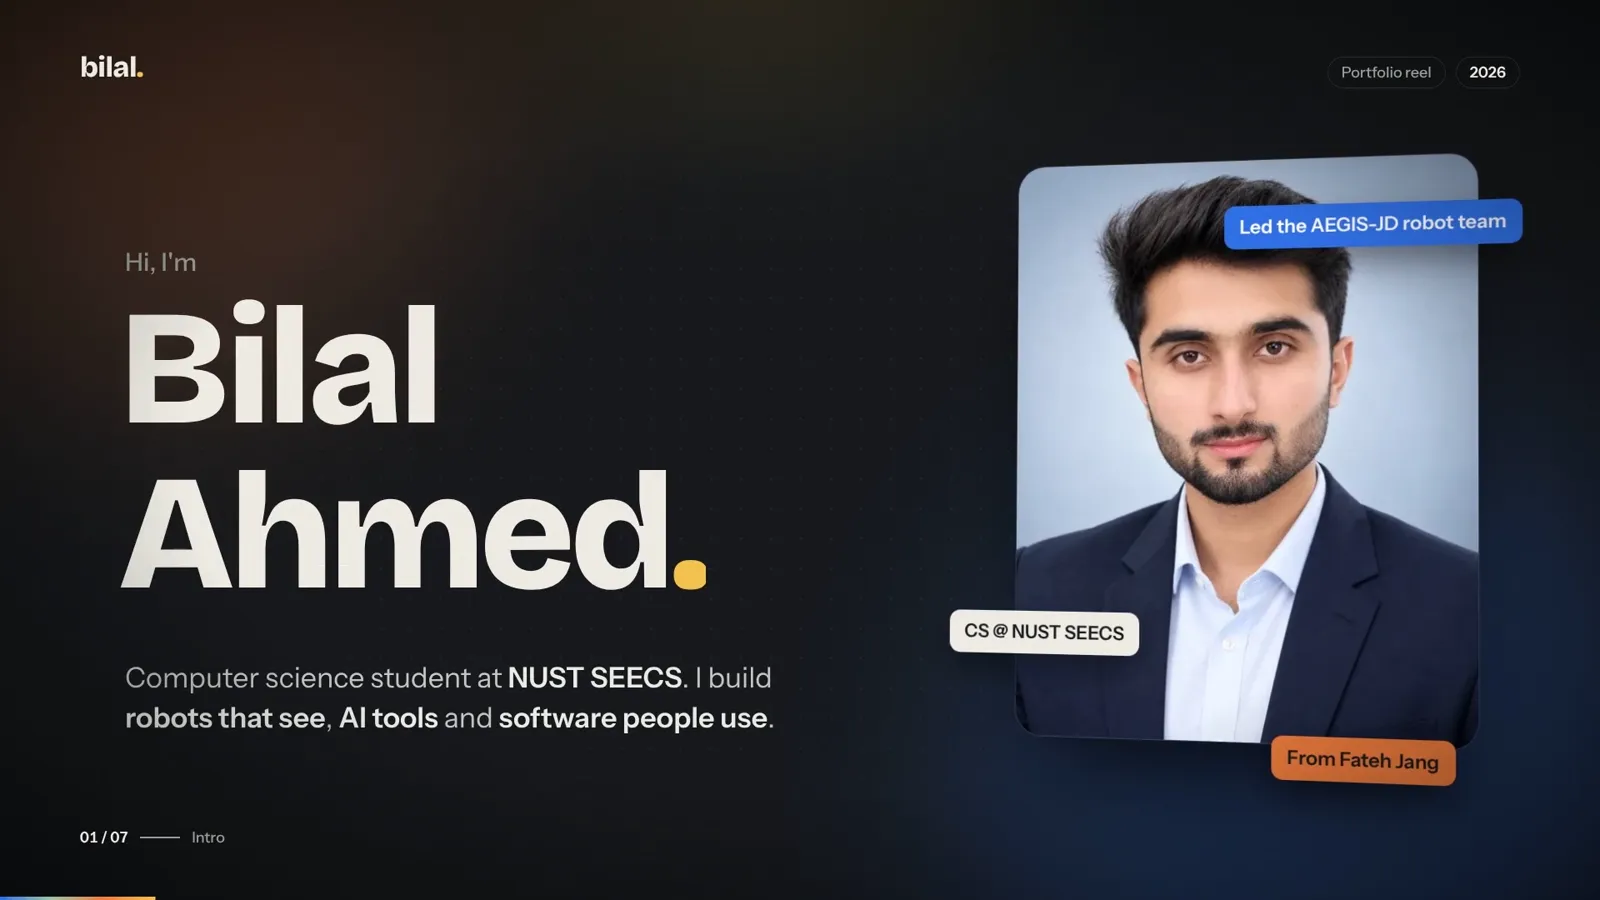 bilal.
Portfolio reel
2026
Hi, I'm
Bilal
Ahmed.
Computer science student at NUST SEECS. I build
robots that see, AI tools and software people use.
Led the AEGIS-JD robot team
CS @ NUST SEECS
From Fateh Jang
01 / 07
Intro